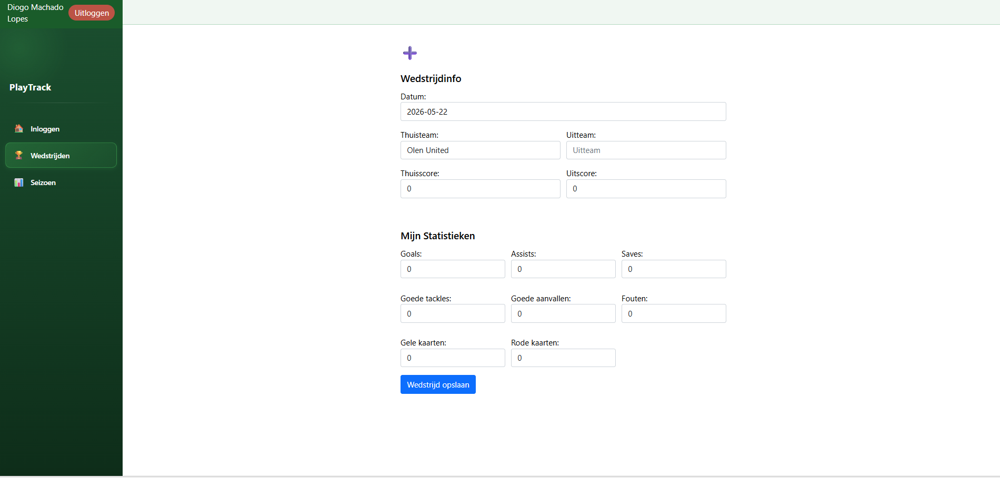 Diogo Machado
Lopes
Uitloggen
PlayTrack
Inloggen
Wedstrijden
Seizoen
Wedstrijdinfo
Datum:
2026-05-22
Thuisteam: Uitteam:
Olen United Uitteam
Thuisscore: Uitscore:
0 0
Mijn Statistieken
Goals: Assists: Saves:
0 0 0
Goede tackles: Goede aanvallen: Fouten:
0 0 0
Gele kaarten: Rode kaarten:
0 0
Wedstrijd opslaan